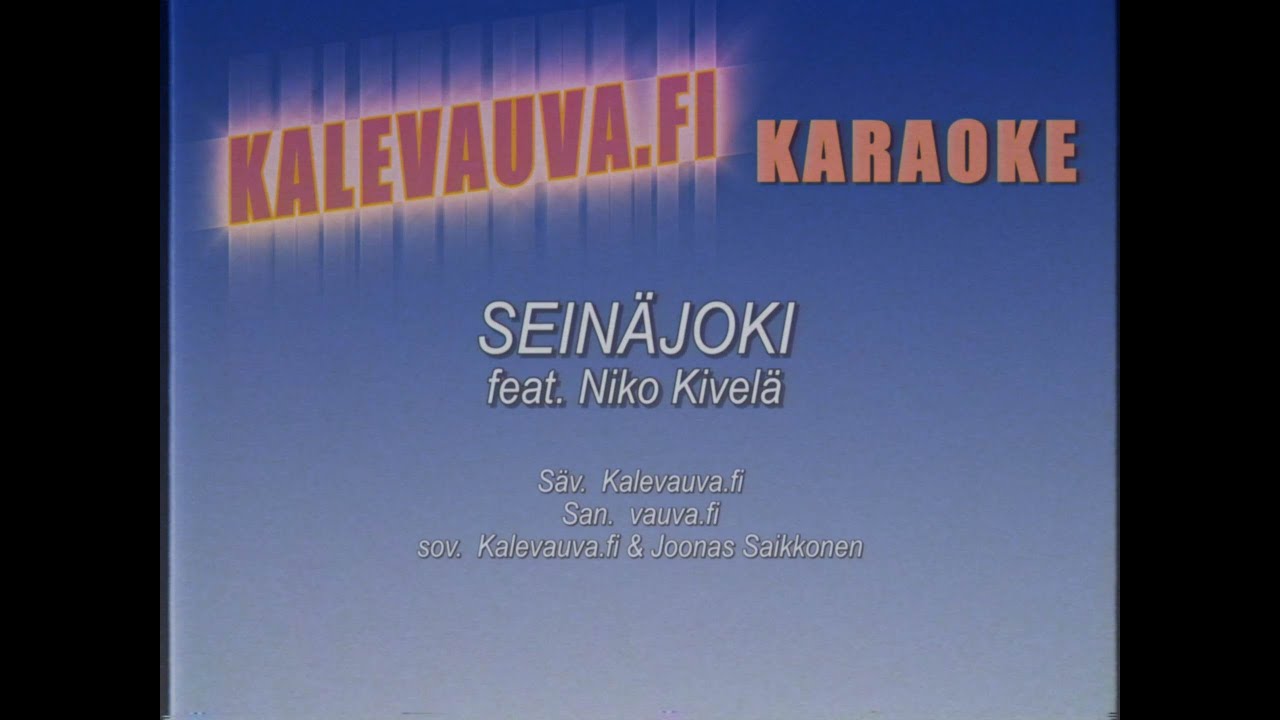 KALEVAUVA.FI KARAOKE
SEINÄJOKI
feat. Niko Kivelä
Säv. Kalevauva.fi
San. vauva.fi
sov. Kalevauva.fi & Joonas Saikkonen